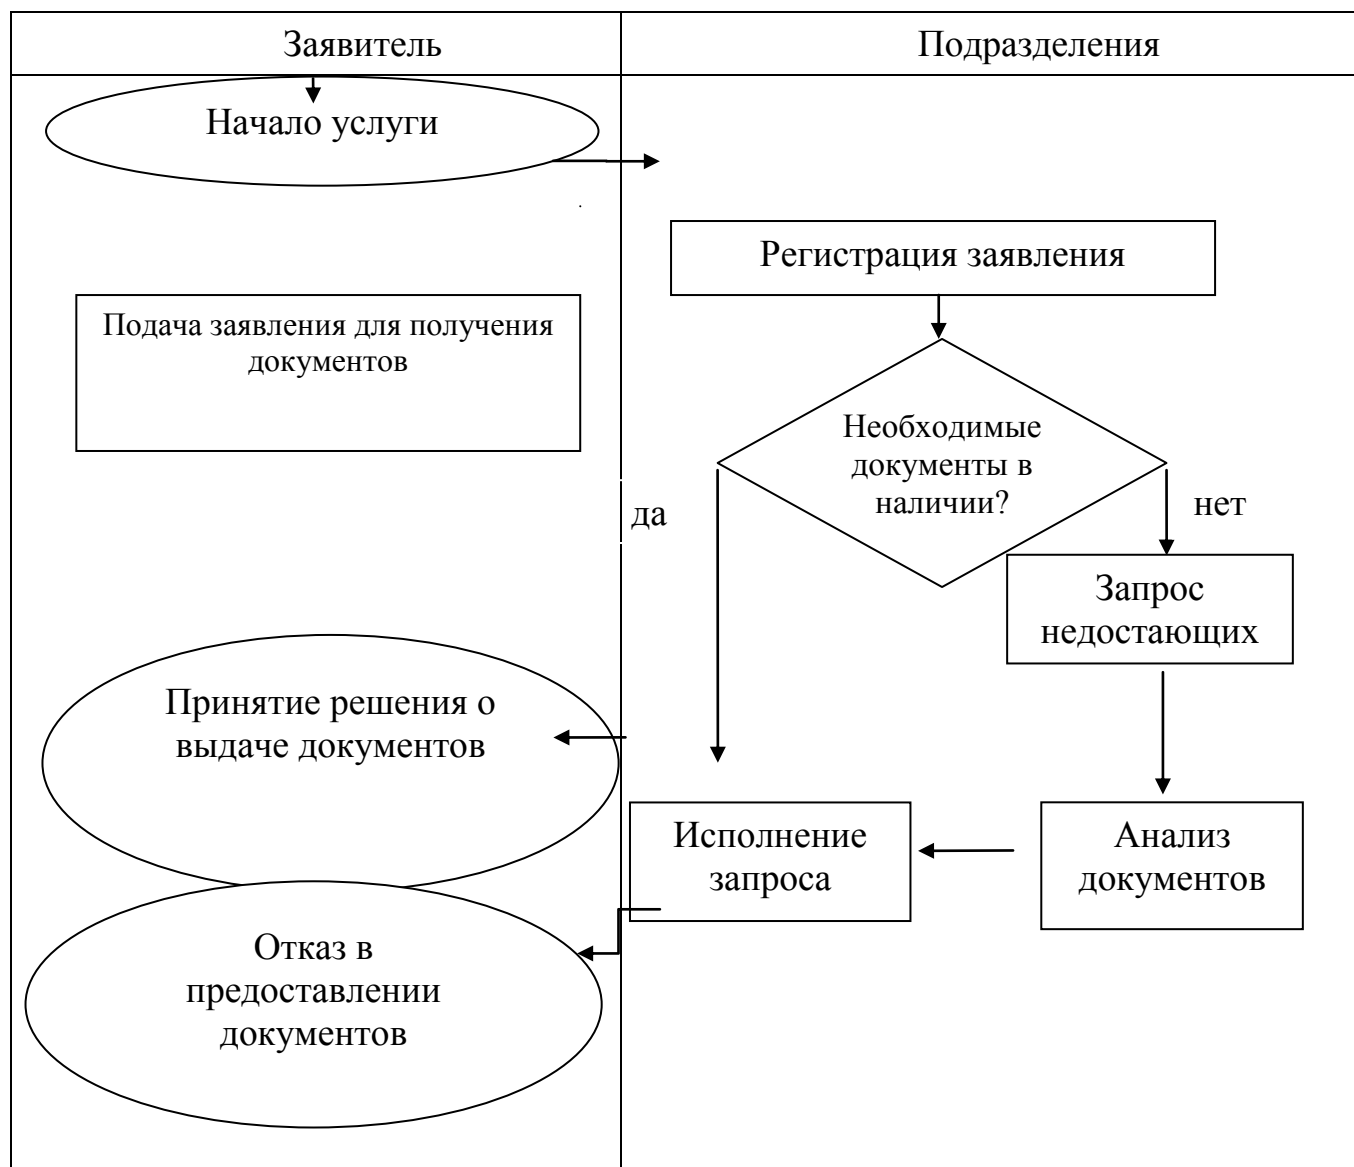 Заявитель
Подразделения
Начало услуги
Регистрация заявления
Подача заявления для получения
документов
Необходимые
документы в
наличии?
да
нет
Запрос
недостающих
Принятие решения о
выдаче документов
Исполнение
запроса
Анализ
документов
Отказ в
предоставлении
документов